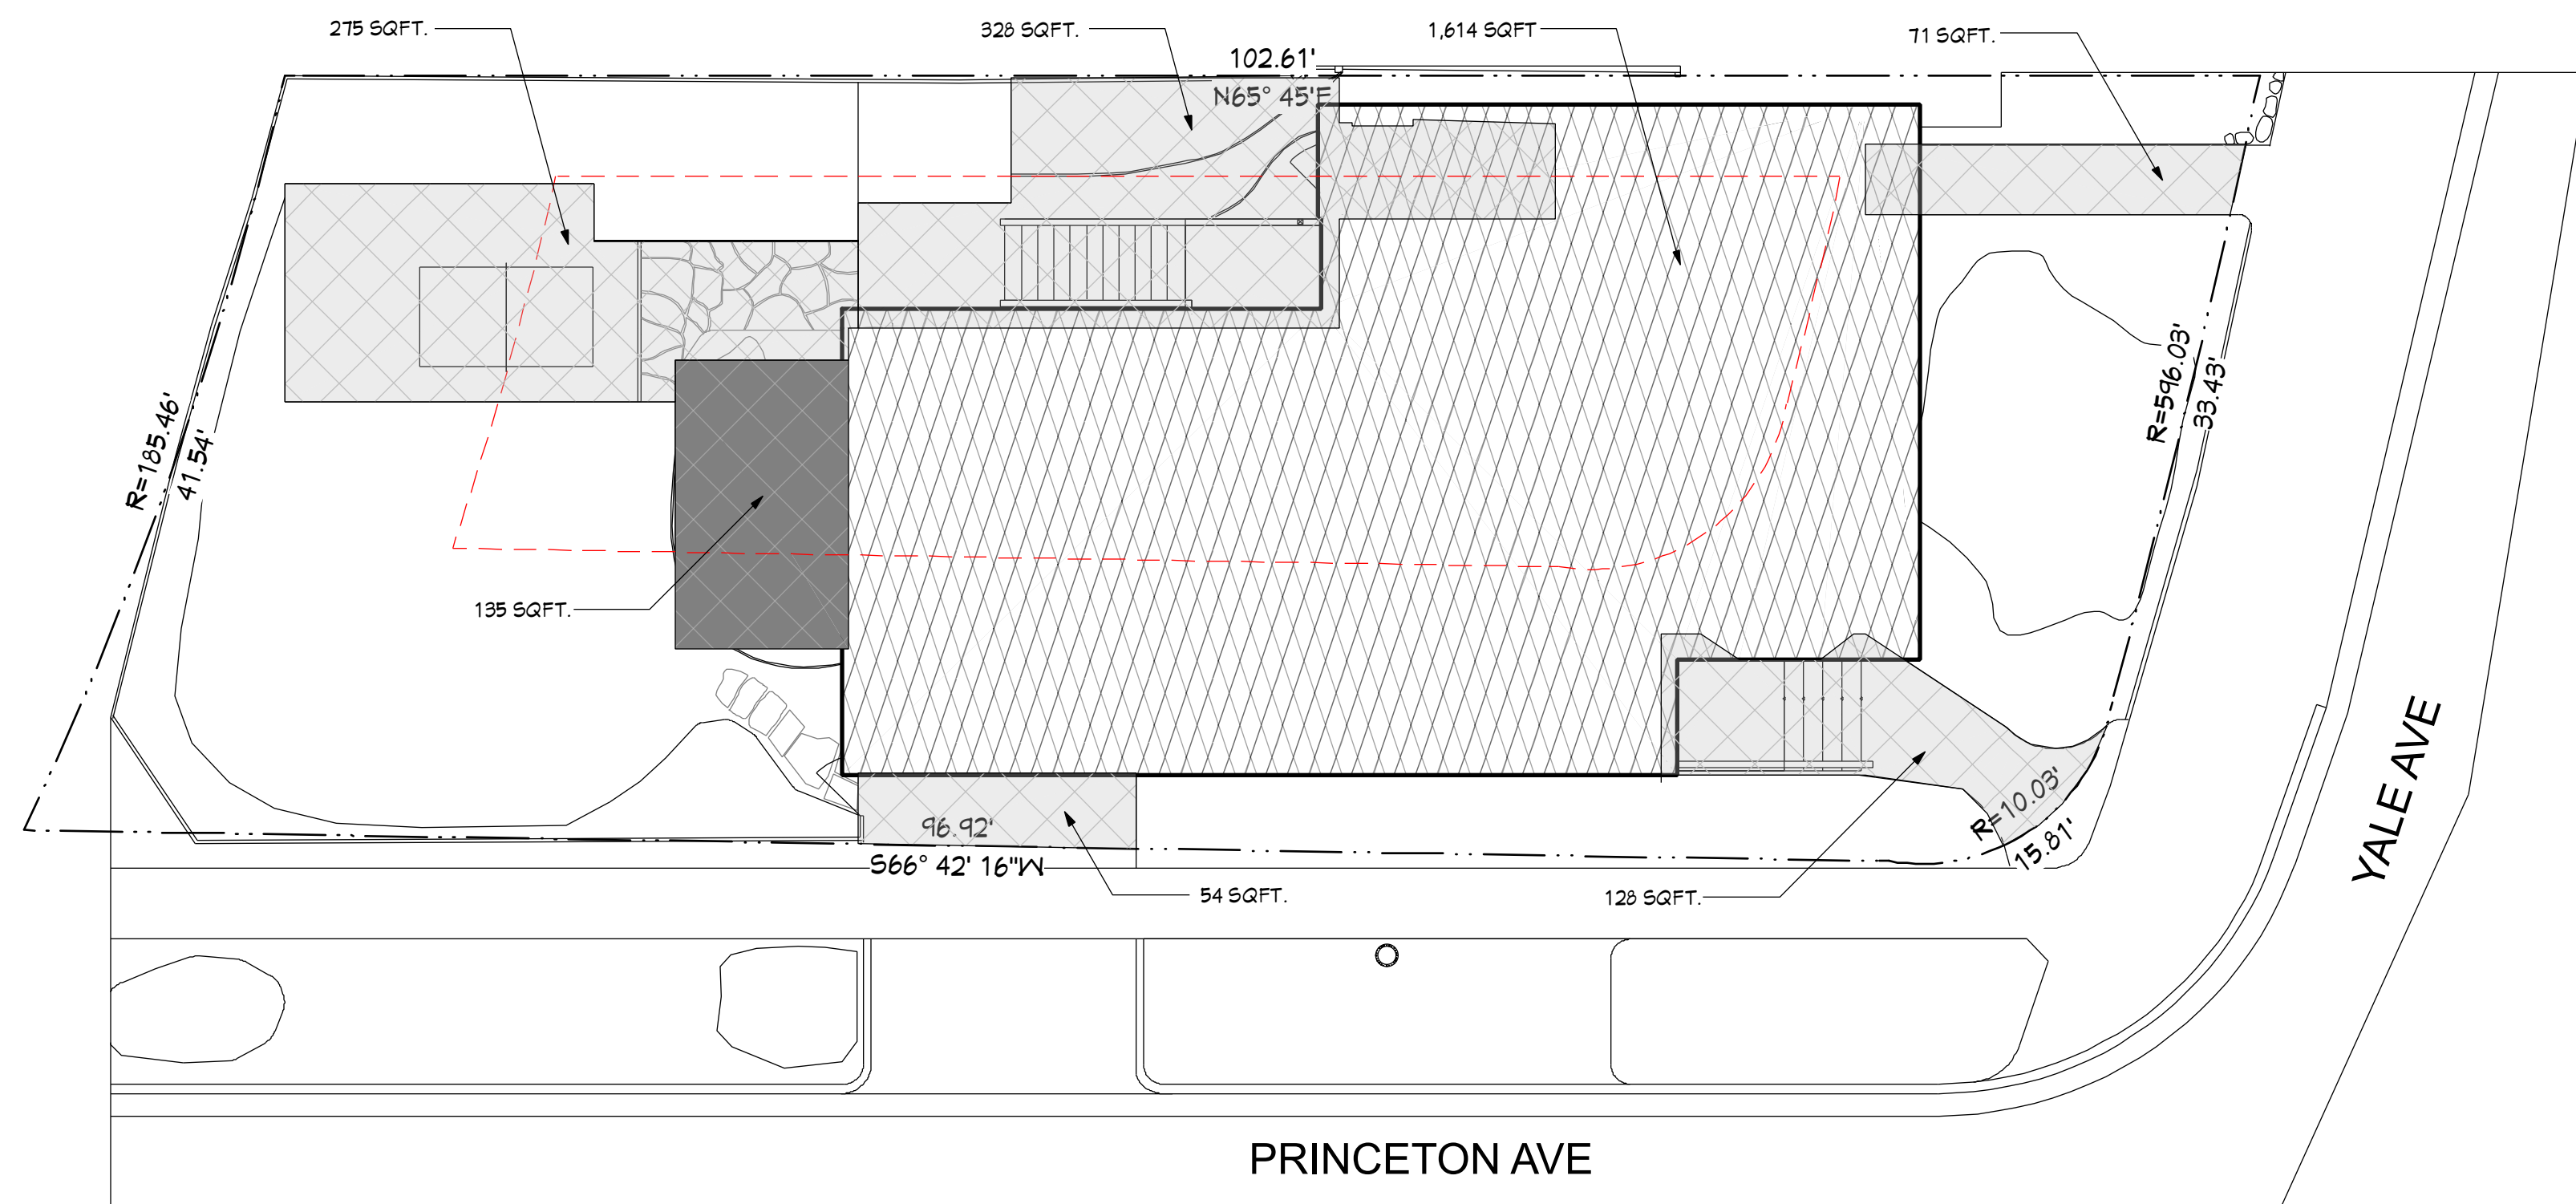 275 SQFT.
328 SQFT.
1,614 SQFT
71 SQFT.
102.61'
N65° 45'E
R=185.46'
41.54'
R=596.03'
33.43'
135 SQFT.
96.92'
S66° 42' 16"W
54 SQFT.
128 SQFT.
R=10.03'
15.81'
YALE AVE
PRINCETON AVE